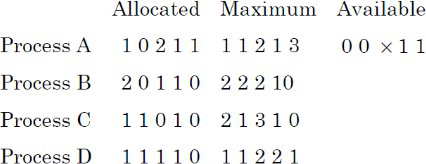 Allocated Maximum Available
Process A 1 0 2 1 1 1 1 2 1 3 0 0 × 1 1
Process B 2 0 1 1 0 2 2 2 10
Process C 1 1 0 1 0 2 1 3 1 0
Process D 1 1 1 1 0 1 1 2 2 1